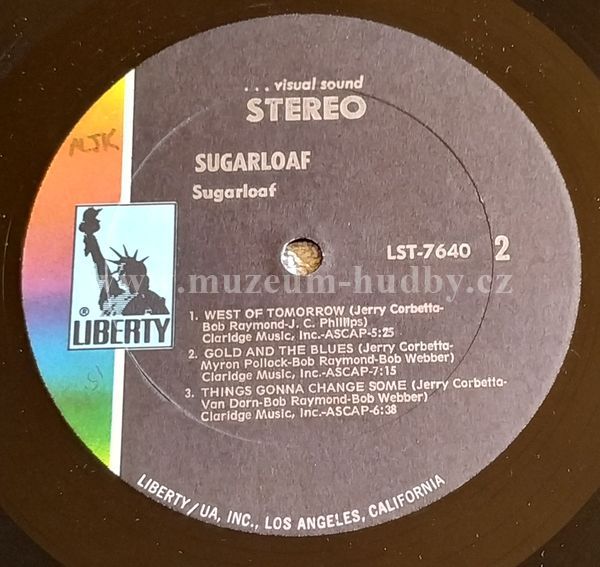 . . . visual sound
STEREO
MJK
SUGARLOAF
Sugarloaf
LST-7640 2
www.muzeum-hudby.cz
® LIBERTY
1. WEST OF TOMORROW (Jerry Corbetta-
Bob Raymond-J. C. Phillips)
Claridge Music, Inc.-ASCAP-5:25
2. GOLD AND THE BLUES (Jerry Corbetta-
Myron Pollock-Bob Raymond-Bob Webber)
Claridge Music, Inc.-ASCAP-7:15
3. THINGS GONNA CHANGE SOME (Jerry Corbetta-
Van Dorn-Bob Raymond-Bob Webber)
Claridge Music, Inc.-ASCAP-6:38
LIBERTY/UA, INC., LOS ANGELES, CALIFORNIA